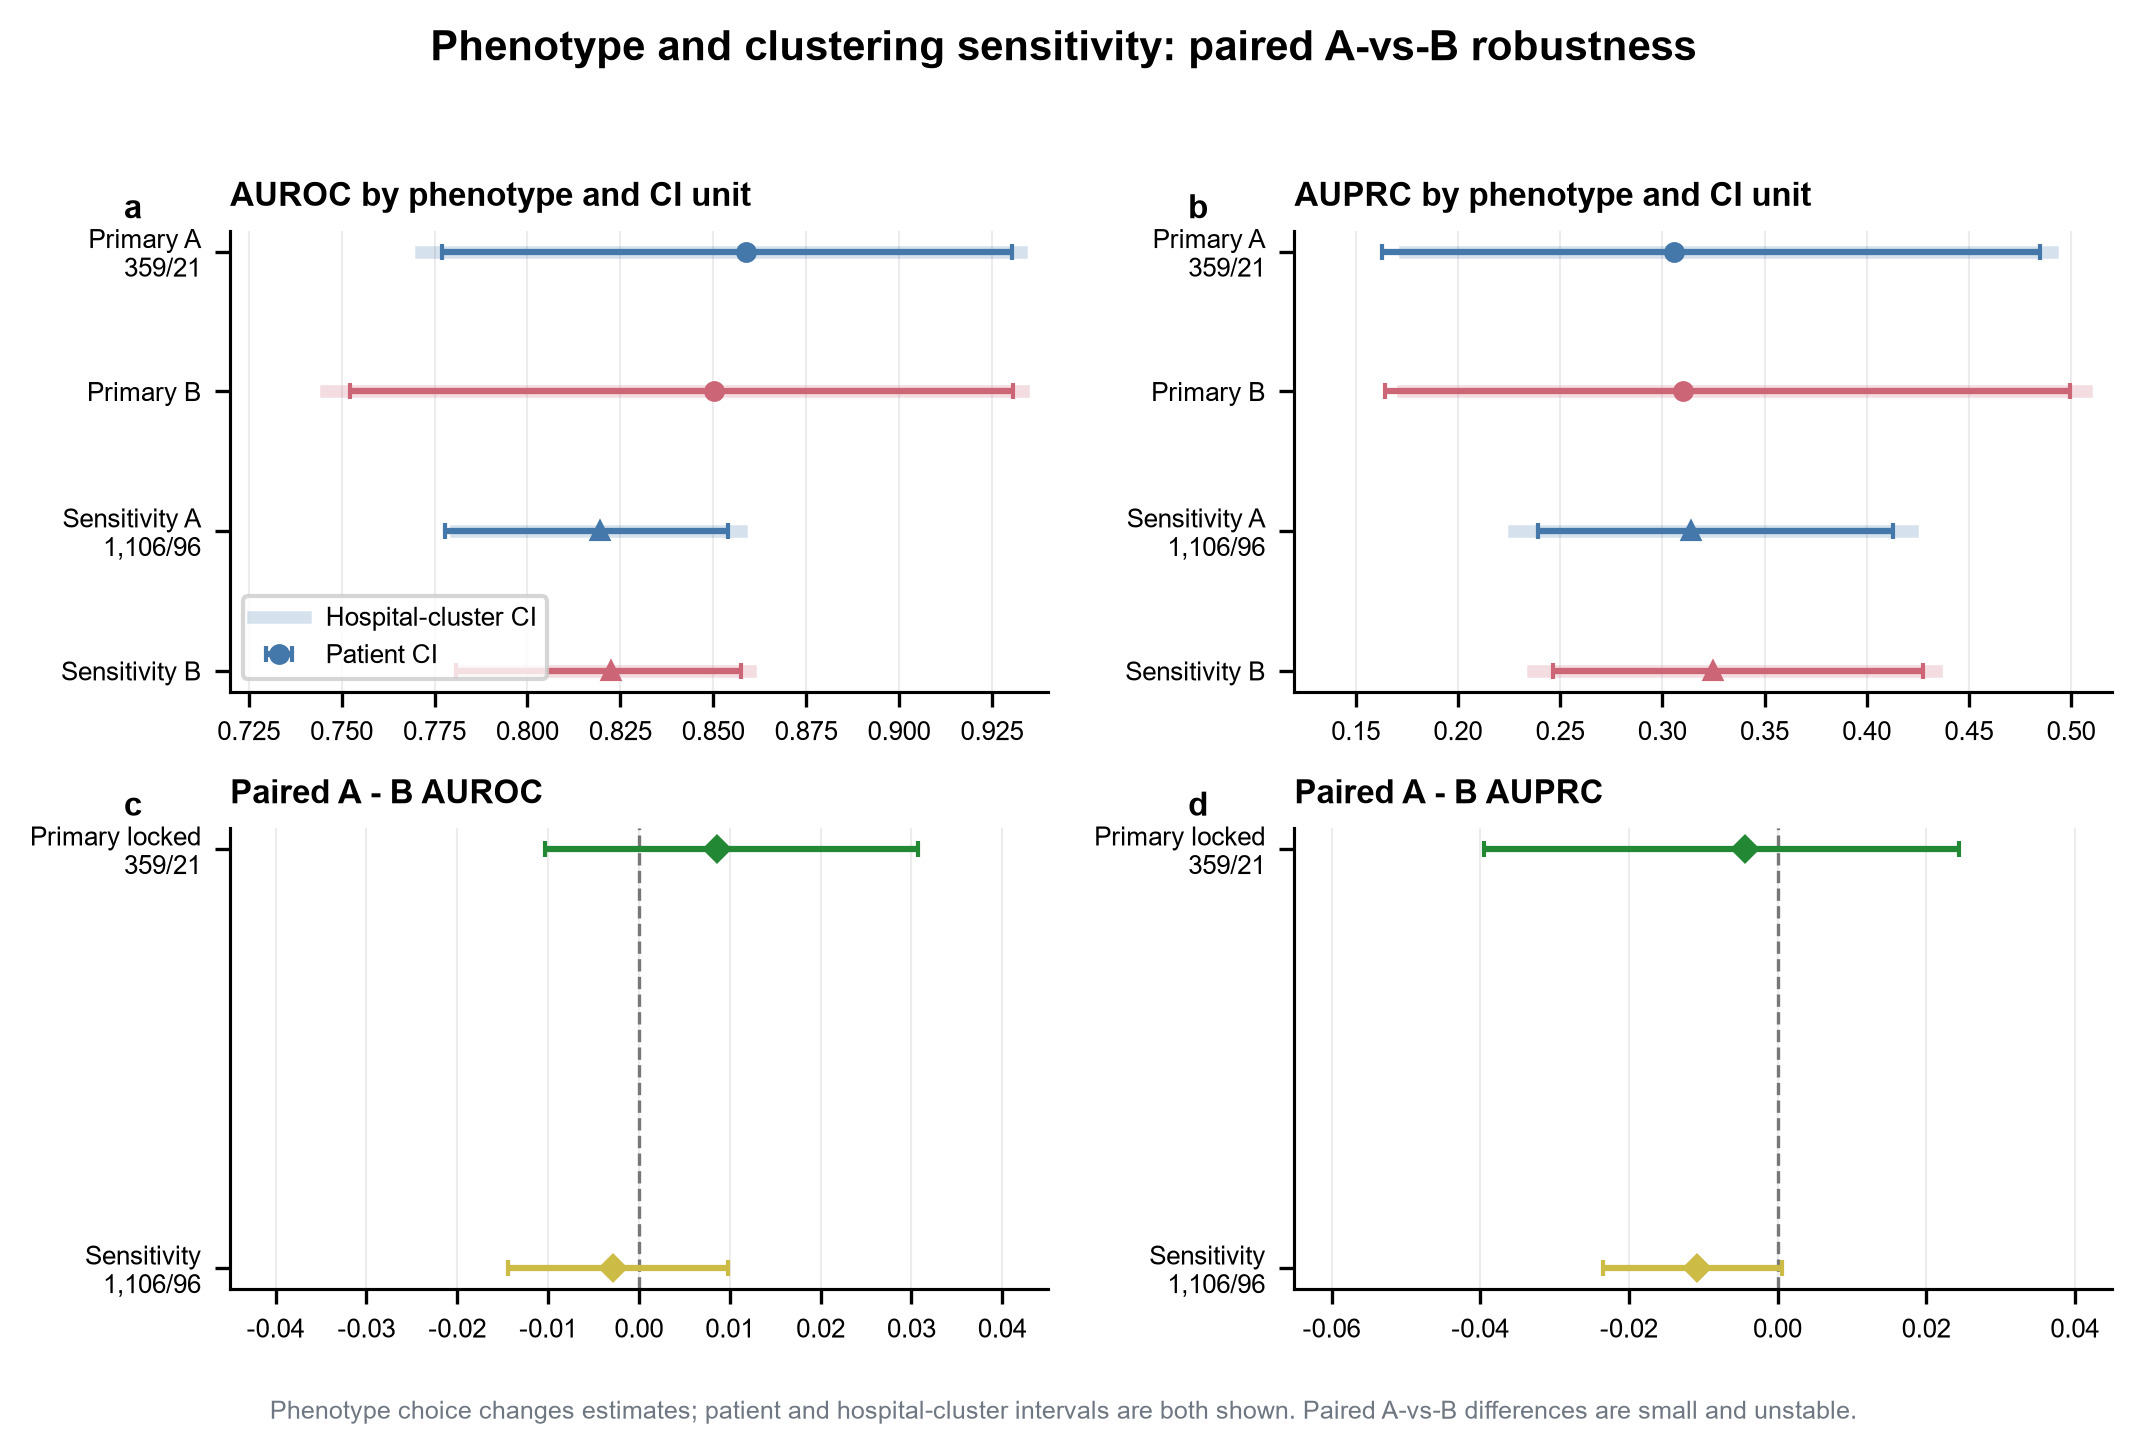 Phenotype and clustering sensitivity: paired A-vs-B robustness
a
AUROC by phenotype and CI unit
Primary A
359/21
Primary B
Sensitivity A
1,106/96
Sensitivity B
Hospital-cluster CI
Patient CI
0.725 0.750 0.775 0.800 0.825 0.850 0.875 0.900 0.925
b
AUPRC by phenotype and CI unit
Primary A
359/21
Primary B
Sensitivity A
1,106/96
Sensitivity B
0.15 0.20 0.25 0.30 0.35 0.40 0.45 0.50
c
Paired A - B AUROC
Primary locked
359/21
Sensitivity
1,106/96
-0.04 -0.03 -0.02 -0.01 0.00 0.01 0.02 0.03 0.04
d
Paired A - B AUPRC
Primary locked
359/21
Sensitivity
1,106/96
-0.06 -0.04 -0.02 0.00 0.02 0.04
Phenotype choice changes estimates; patient and hospital-cluster intervals are both shown. Paired A-vs-B differences are small and unstable.